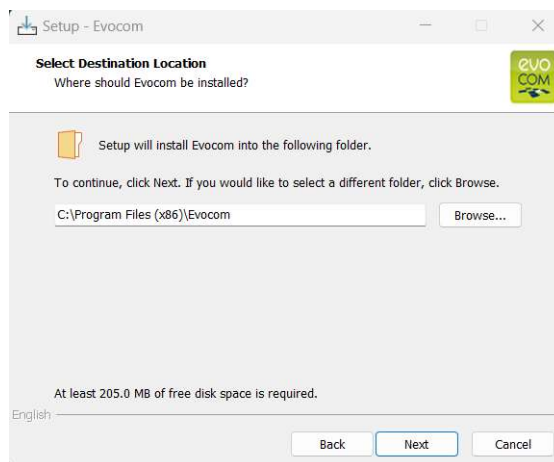 Setup - Evocom
Select Destination Location
Where should Evocom be installed?
evo
COM
Setup will install Evocom into the following folder.
To continue, click Next. If you would like to select a different folder, click Browse.
C:\Program Files (x86)\Evocom
Browse...
At least 205.0 MB of free disk space is required.
English
Back
Next
Cancel